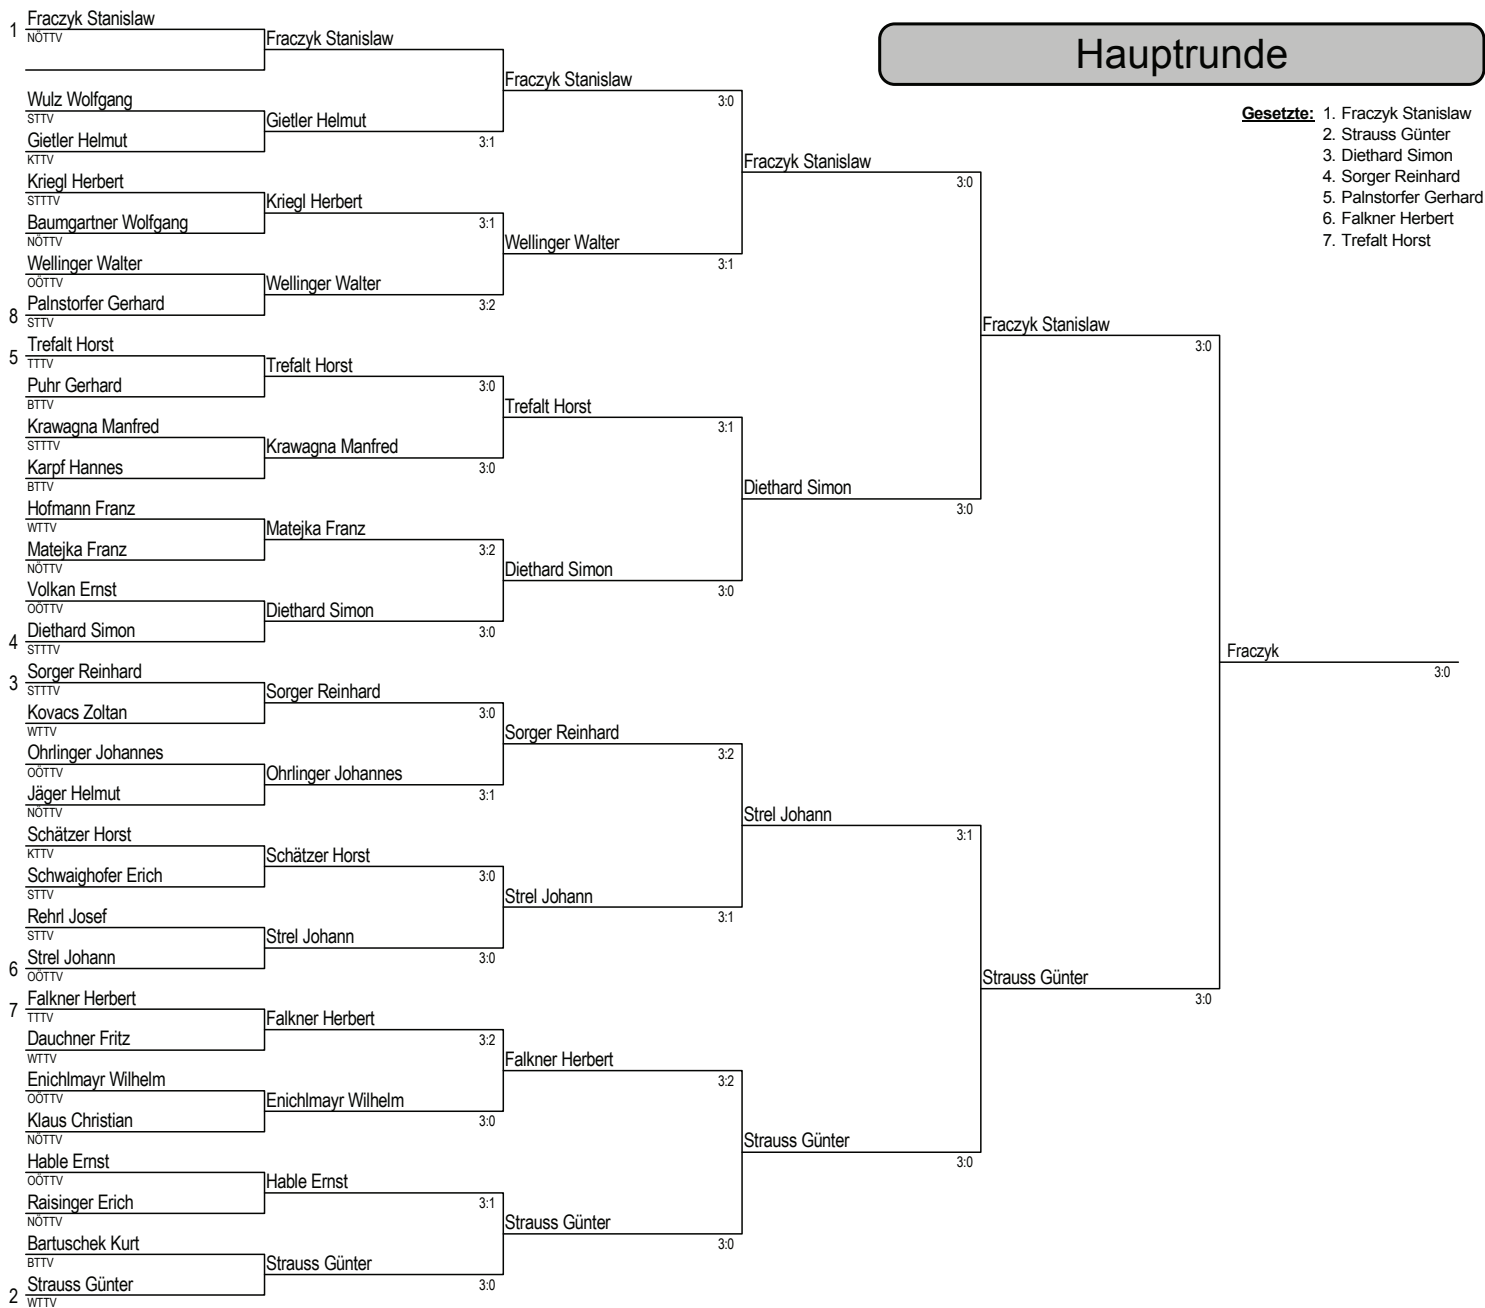 Hauptrunde
Gesetzte: 1. Fraczyk Stanislaw
2. Strauss Günter
3. Diethard Simon
4. Sorger Reinhard
5. Palnstorfer Gerhard
6. Falkner Herbert
7. Trefalt Horst
1 Fraczyk Stanislaw
NÖTTV
Wulz Wolfgang
STTV
Gietler Helmut
KTTV
Kriegl Herbert
STTTV
Baumgartner Wolfgang
NÖTTV
Wellinger Walter
OÖTTV
8 Palnstorfer Gerhard
STTV
5 Trefalt Horst
TTTV
Puhr Gerhard
BTTV
Krawagna Manfred
STTTV
Karpf Hannes
BTTV
Hofmann Franz
WTTV
Matejka Franz
NÖTTV
Volkan Ernst
OÖTTV
4 Diethard Simon
STTTV
3 Sorger Reinhard
STTTV
Kovacs Zoltan
WTTV
Ohrlinger Johannes
OÖTTV
Jäger Helmut
NÖTTV
Schätzer Horst
KTTV
Schwaighofer Erich
STTV
Rehrl Josef
STTV
6 Strel Johann
OÖTTV
7 Falkner Herbert
TTTV
Dauchner Fritz
WTTV
Enichlmayr Wilhelm
OÖTTV
Klaus Christian
NÖTTV
Hable Ernst
OÖTTV
Raisinger Erich
NÖTTV
Bartuschek Kurt
BTTV
2 Strauss Günter
WTTV
Fraczyk Stanislaw
Gietler Helmut
3:1
Kriegl Herbert
3:1
Wellinger Walter
3:2
Trefalt Horst
3:0
Krawagna Manfred
3:0
Matejka Franz
3:2
Diethard Simon
3:0
Sorger Reinhard
3:0
Ohrlinger Johannes
3:1
Schätzer Horst
3:0
Strel Johann
3:0
Falkner Herbert
3:2
Enichlmayr Wilhelm
3:0
Hable Ernst
3:1
Strauss Günter
3:0
Fraczyk Stanislaw
3:0
Wellinger Walter
3:1
Trefalt Horst
3:1
Diethard Simon
3:0
Sorger Reinhard
3:2
Strel Johann
3:1
Falkner Herbert
3:2
Strauss Günter
3:0
Fraczyk Stanislaw
3:0
Diethard Simon
3:0
Strel Johann
3:1
Strauss Günter
3:0
Fraczyk Stanislaw
3:0
Strauss Günter
3:0
Fraczyk
3:0